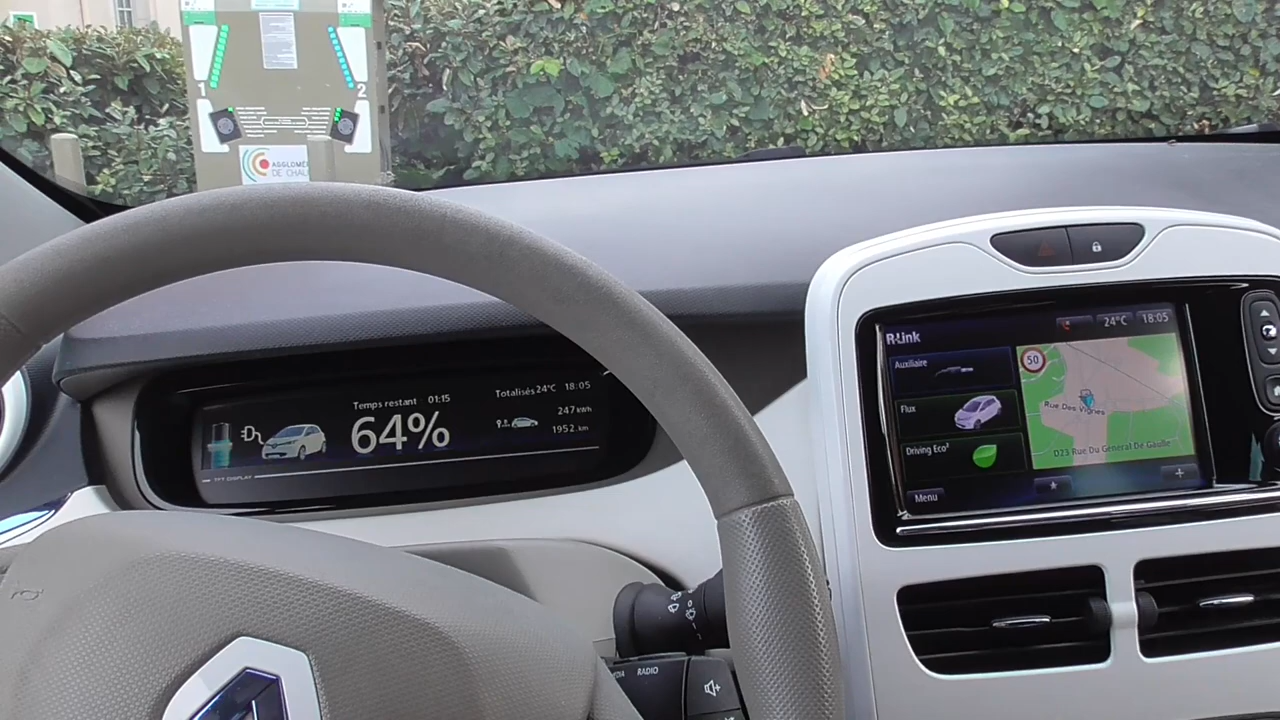 1
2
AGGLOMÉ
DE CHAL
Temps restant 01:15
64%
Totalisés 24°C 18:05
247 kWh
1952 km
TFT DISPLAY
R-Link
24°C 18:05
Auxiliaire
Flux
Driving Eco²
Menu
50
Rue Des Vignes
D23 Rue Du Général De Gaulle
+
RADIO
0